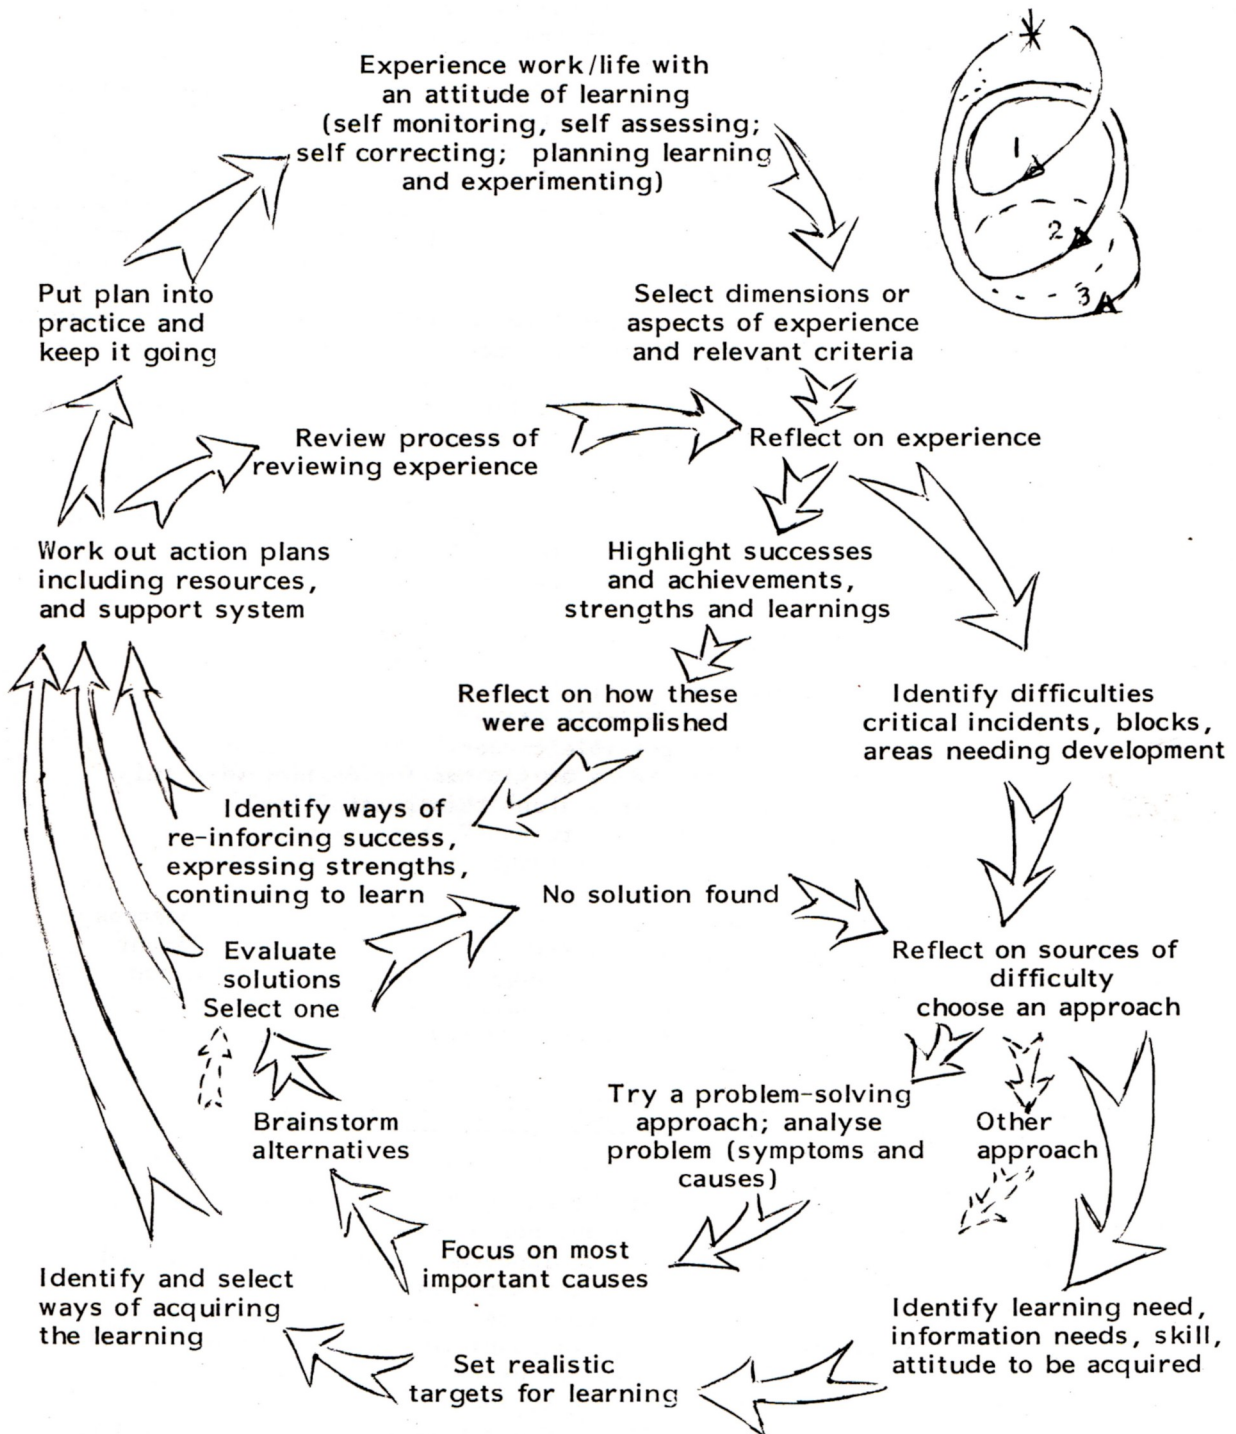 Experience work/life with
an attitude of learning
(self monitoring, self assessing;
self correcting; planning learning
and experimenting)
1
2
3
Put plan into
practice and
keep it going
Select dimensions or
aspects of experience
and relevant criteria
Review process of
reviewing experience
Reflect on experience
Work out action plans
including resources,
and support system
Highlight successes
and achievements,
strengths and learnings
Reflect on how these
were accomplished
Identify difficulties
critical incidents, blocks,
areas needing development
Identify ways of
re-inforcing success,
expressing strengths,
continuing to learn
No solution found
Evaluate
solutions
Select one
Reflect on sources of
difficulty
choose an approach
Brainstorm
alternatives
Try a problem-solving
approach; analyse
problem (symptoms and
causes)
Other
approach
Focus on most
important causes
Identify and select
ways of acquiring
the learning
Set realistic
targets for learning
Identify learning need,
information needs, skill,
attitude to be acquired